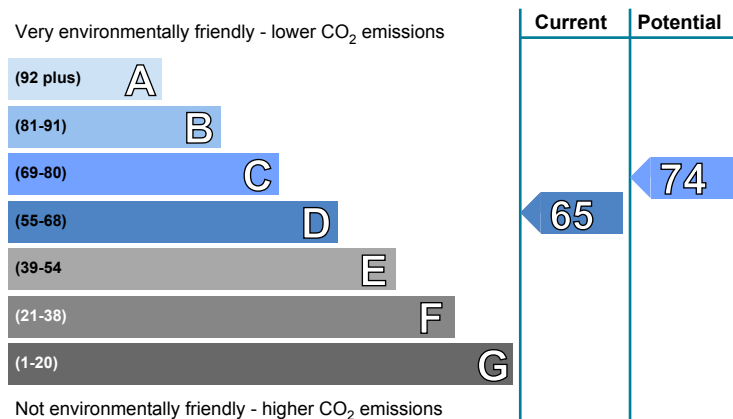 Current Potential
Very environmentally friendly - lower CO2 emissions
(92 plus) A
(81-91) B
(69-80) C
74
(55-68) D
65
(39-54 E
(21-38) F
(1-20) G
Not environmentally friendly - higher CO2 emissions